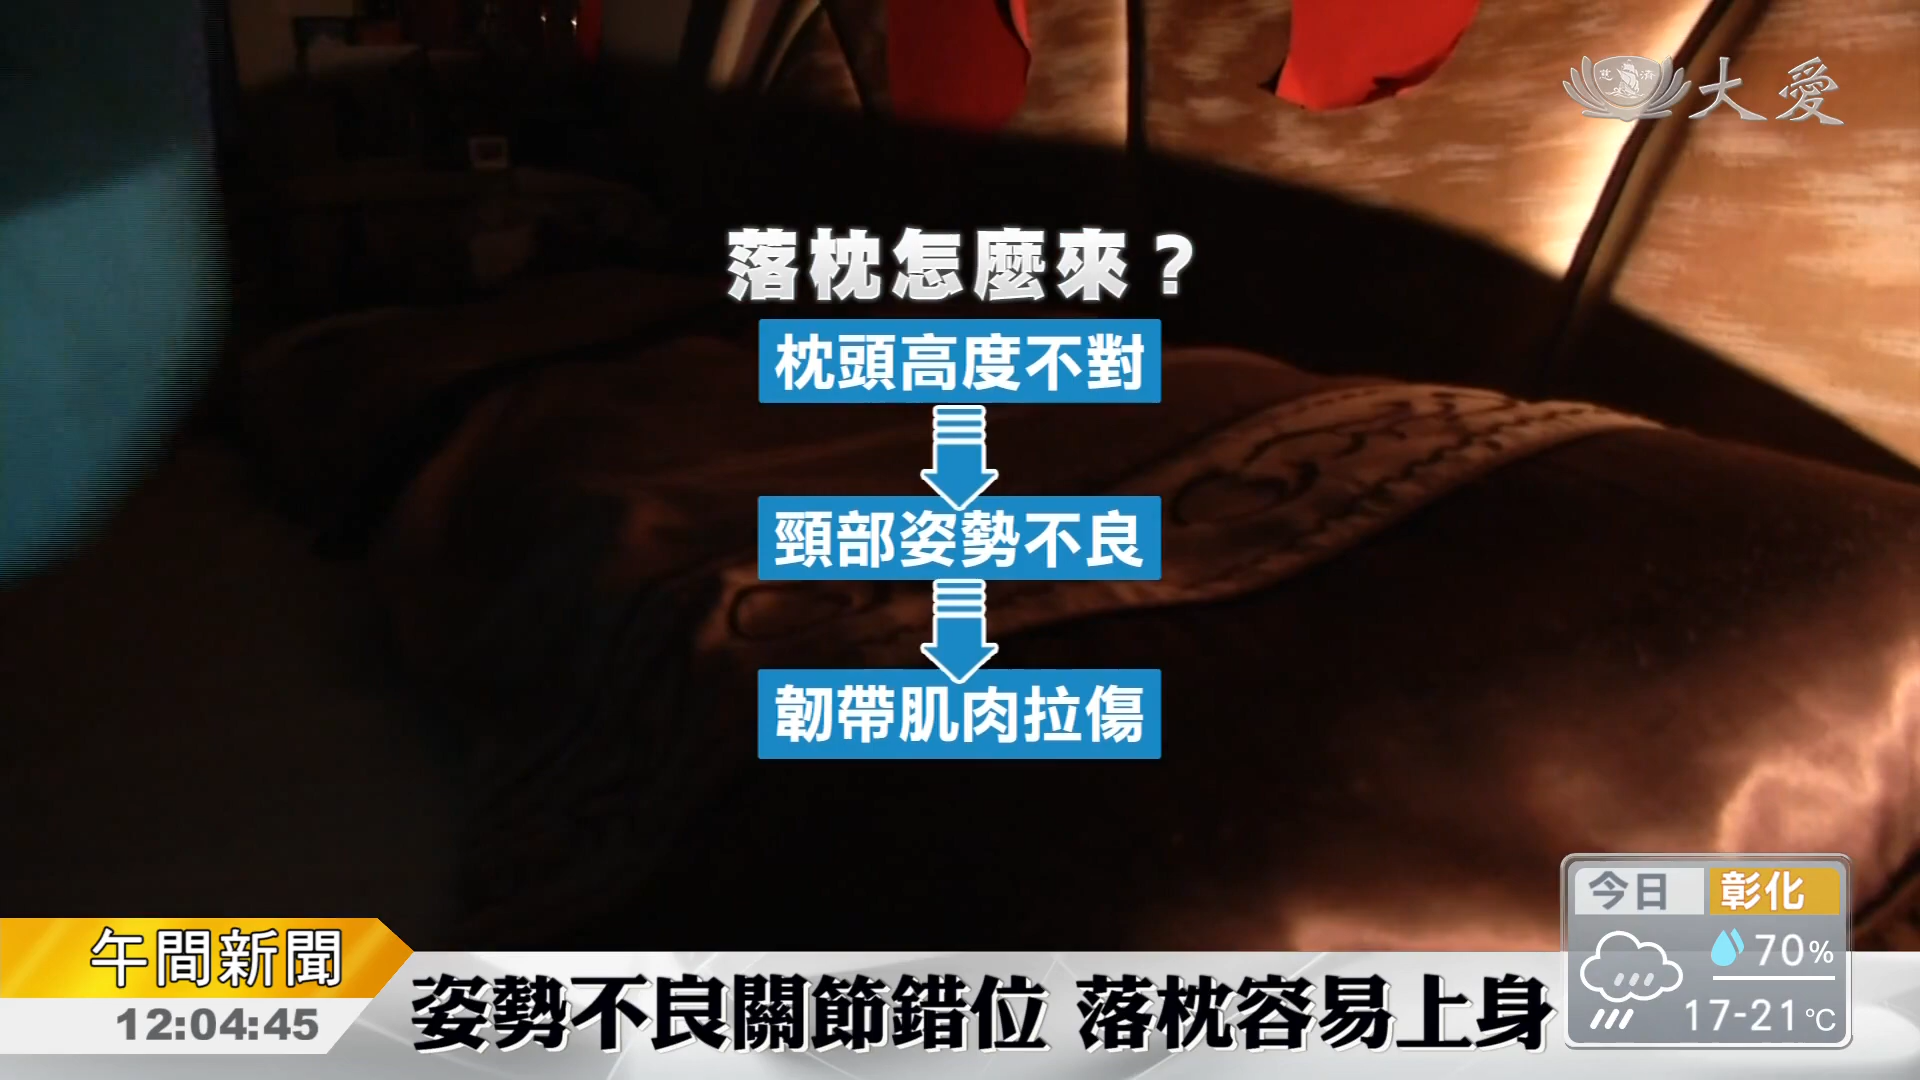 慈濟 大愛
落枕怎麼來？
枕頭高度不對
頸部姿勢不良
韌帶肌肉拉傷
今日 彰化
70%
17-21°C
午間新聞
12:04:45
姿勢不良關節錯位 落枕容易上身